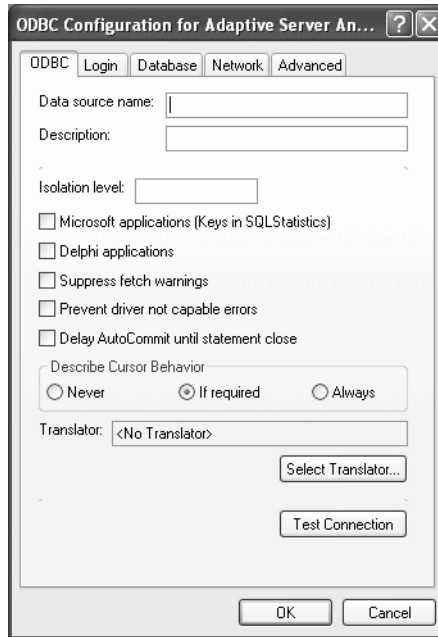 ODBC Configuration for Adaptive Server An...
ODBC Login Database Network Advanced
Data source name:
Description:
Isolation level:
Microsoft applications (Keys in SQLStatistics)
Delphi applications
Suppress fetch warnings
Prevent driver not capable errors
Delay AutoCommit until statement close
Describe Cursor Behavior
Never If required Always
Translator: <No Translator>
Select Translator...
Test Connection
OK Cancel